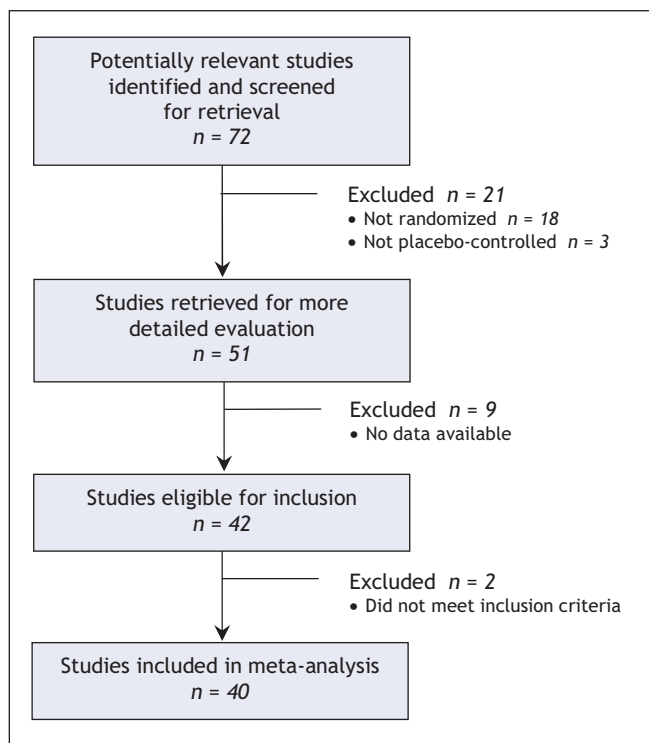 Potentially relevant studies
identified and screened
for retrieval
n = 72
Excluded n = 21
• Not randomized n = 18
• Not placebo-controlled n = 3
Studies retrieved for more
detailed evaluation
n = 51
Excluded n = 9
• No data available
Studies eligible for inclusion
n = 42
Excluded n = 2
• Did not meet inclusion criteria
Studies included in meta-analysis
n = 40